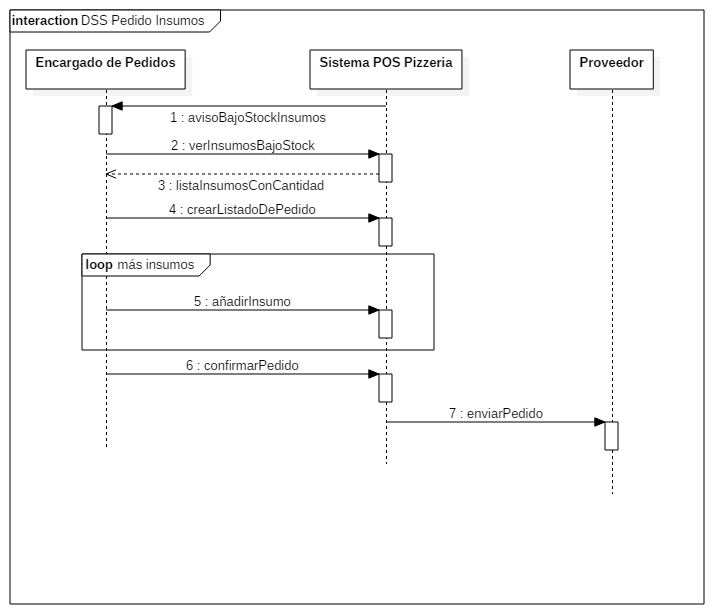 interaction DSS Pedido Insumos
Encargado de Pedidos
Sistema POS Pizzeria
Proveedor
1 : avisoBajoStockInsumos
2 : verInsumosBajoStock
3 : listaInsumosConCantidad
4 : crearListadoDePedido
loop más insumos
5 : añadirInsumo
6 : confirmarPedido
7 : enviarPedido